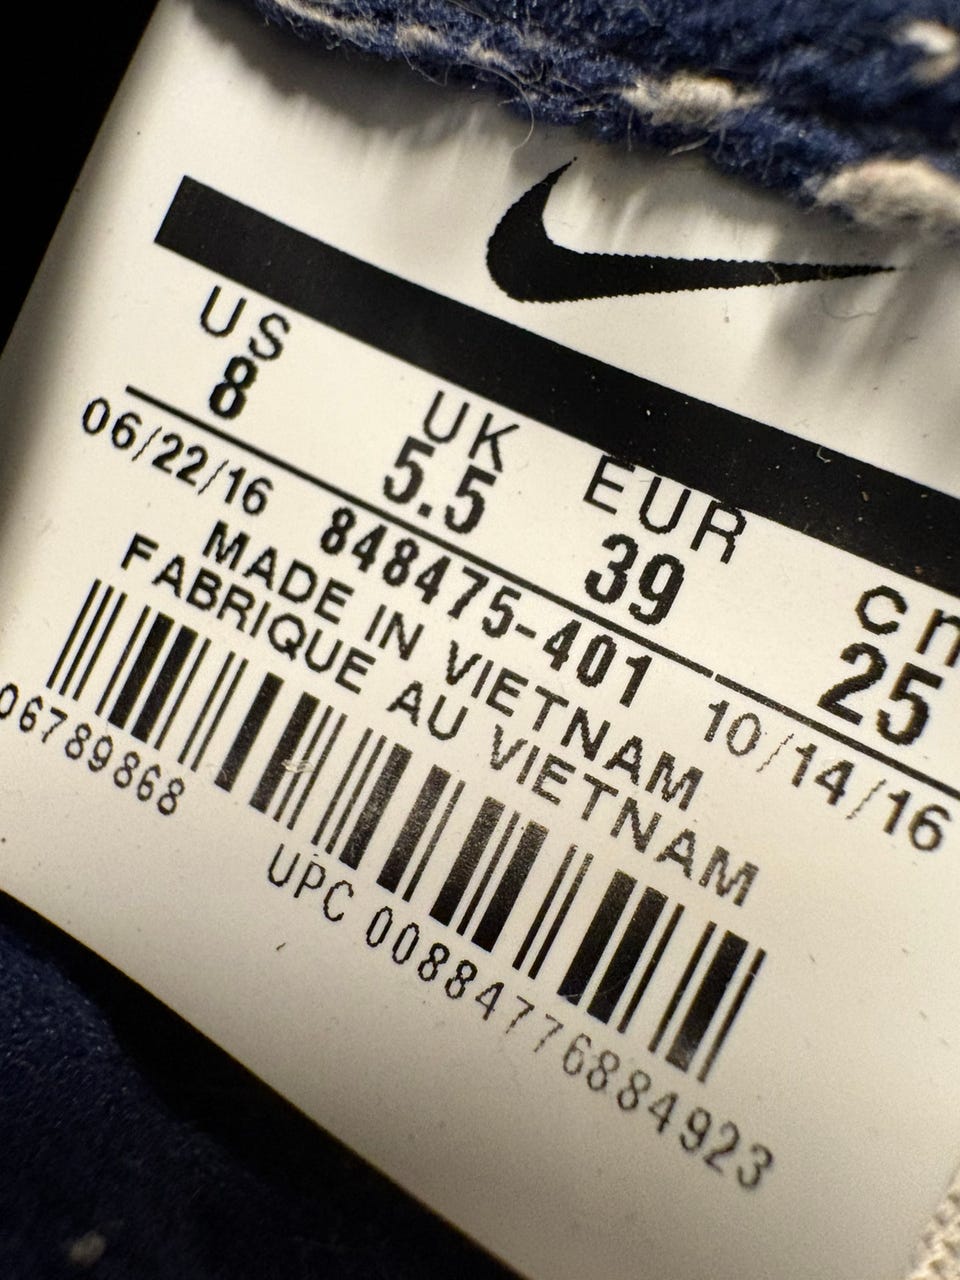 US UK EUR cm
8 5.5 39 25
06/22/16 848475-401 10/14/16
MADE IN VIETNAM
FABRIQUE AU VIETNAM
06789868
UPC 00884776884923